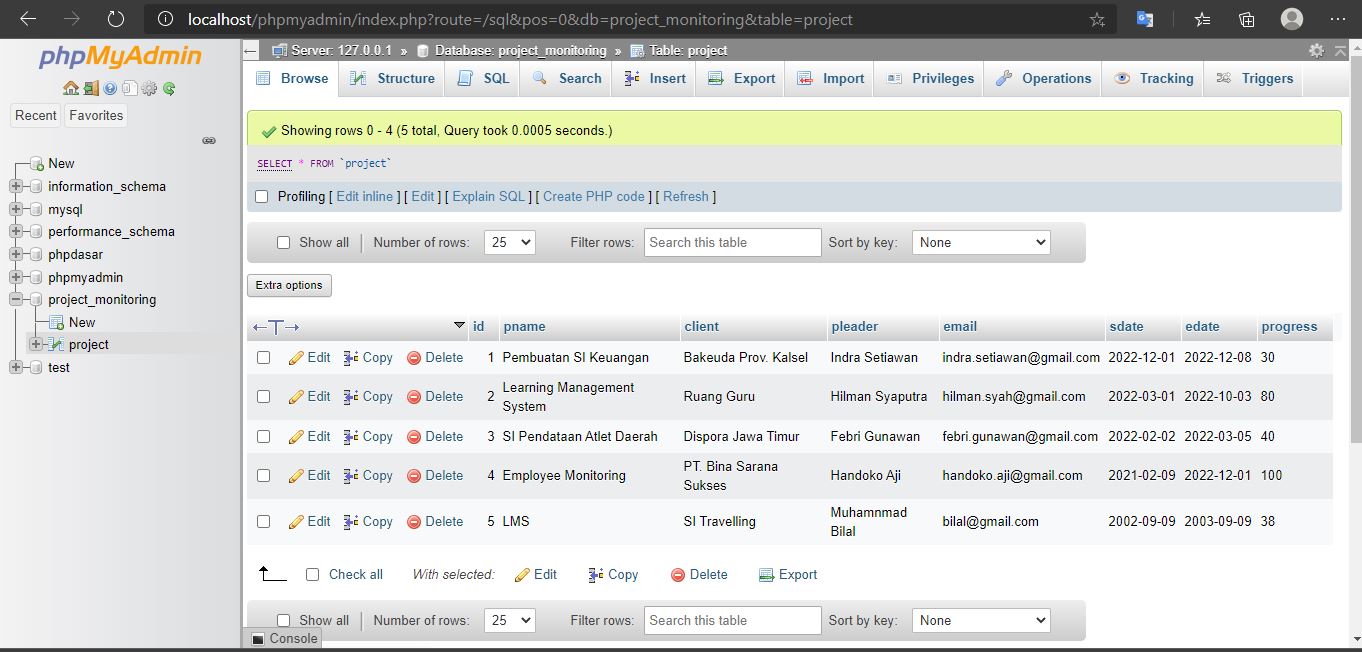 localhost/phpmyadmin/index.php?route=/sql&pos=0&db=project_monitoring&table=project
phpMyAdmin
Recent Favorites
New
information_schema
mysql
performance_schema
phpdasar
phpmyadmin
project_monitoring
New
project
test
Server: 127.0.0.1 » Database: project_monitoring » Table: project
Browse Structure SQL Search Insert Export Import Privileges Operations Tracking Triggers
Showing rows 0 - 4 (5 total, Query took 0.0005 seconds.)
SELECT * FROM `project`
Profiling [ Edit inline ] [ Edit ] [ Explain SQL ] [ Create PHP code ] [ Refresh ]
Show all Number of rows: 25 Filter rows: Search this table Sort by key: None
Extra options
id pname client pleader email sdate edate progress
Edit Copy Delete 1 Pembuatan SI Keuangan Bakeuda Prov. Kalsel Indra Setiawan indra.setiawan@gmail.com 2022-12-01 2022-12-08 30
Edit Copy Delete 2 Learning Management System Ruang Guru Hilman Syaputra hilman.syah@gmail.com 2022-03-01 2022-10-03 80
Edit Copy Delete 3 SI Pendataan Atlet Daerah Dispora Jawa Timur Febri Gunawan febri.gunawan@gmail.com 2022-02-02 2022-03-05 40
Edit Copy Delete 4 Employee Monitoring PT. Bina Sarana Sukses Handoko Aji handoko.aji@gmail.com 2021-02-09 2022-12-01 100
Edit Copy Delete 5 LMS SI Travelling Muhamnmad Bilal bilal@gmail.com 2002-09-09 2003-09-09 38
Check all With selected: Edit Copy Delete Export
Show all Number of rows: 25 Filter rows: Search this table Sort by key: None
Console